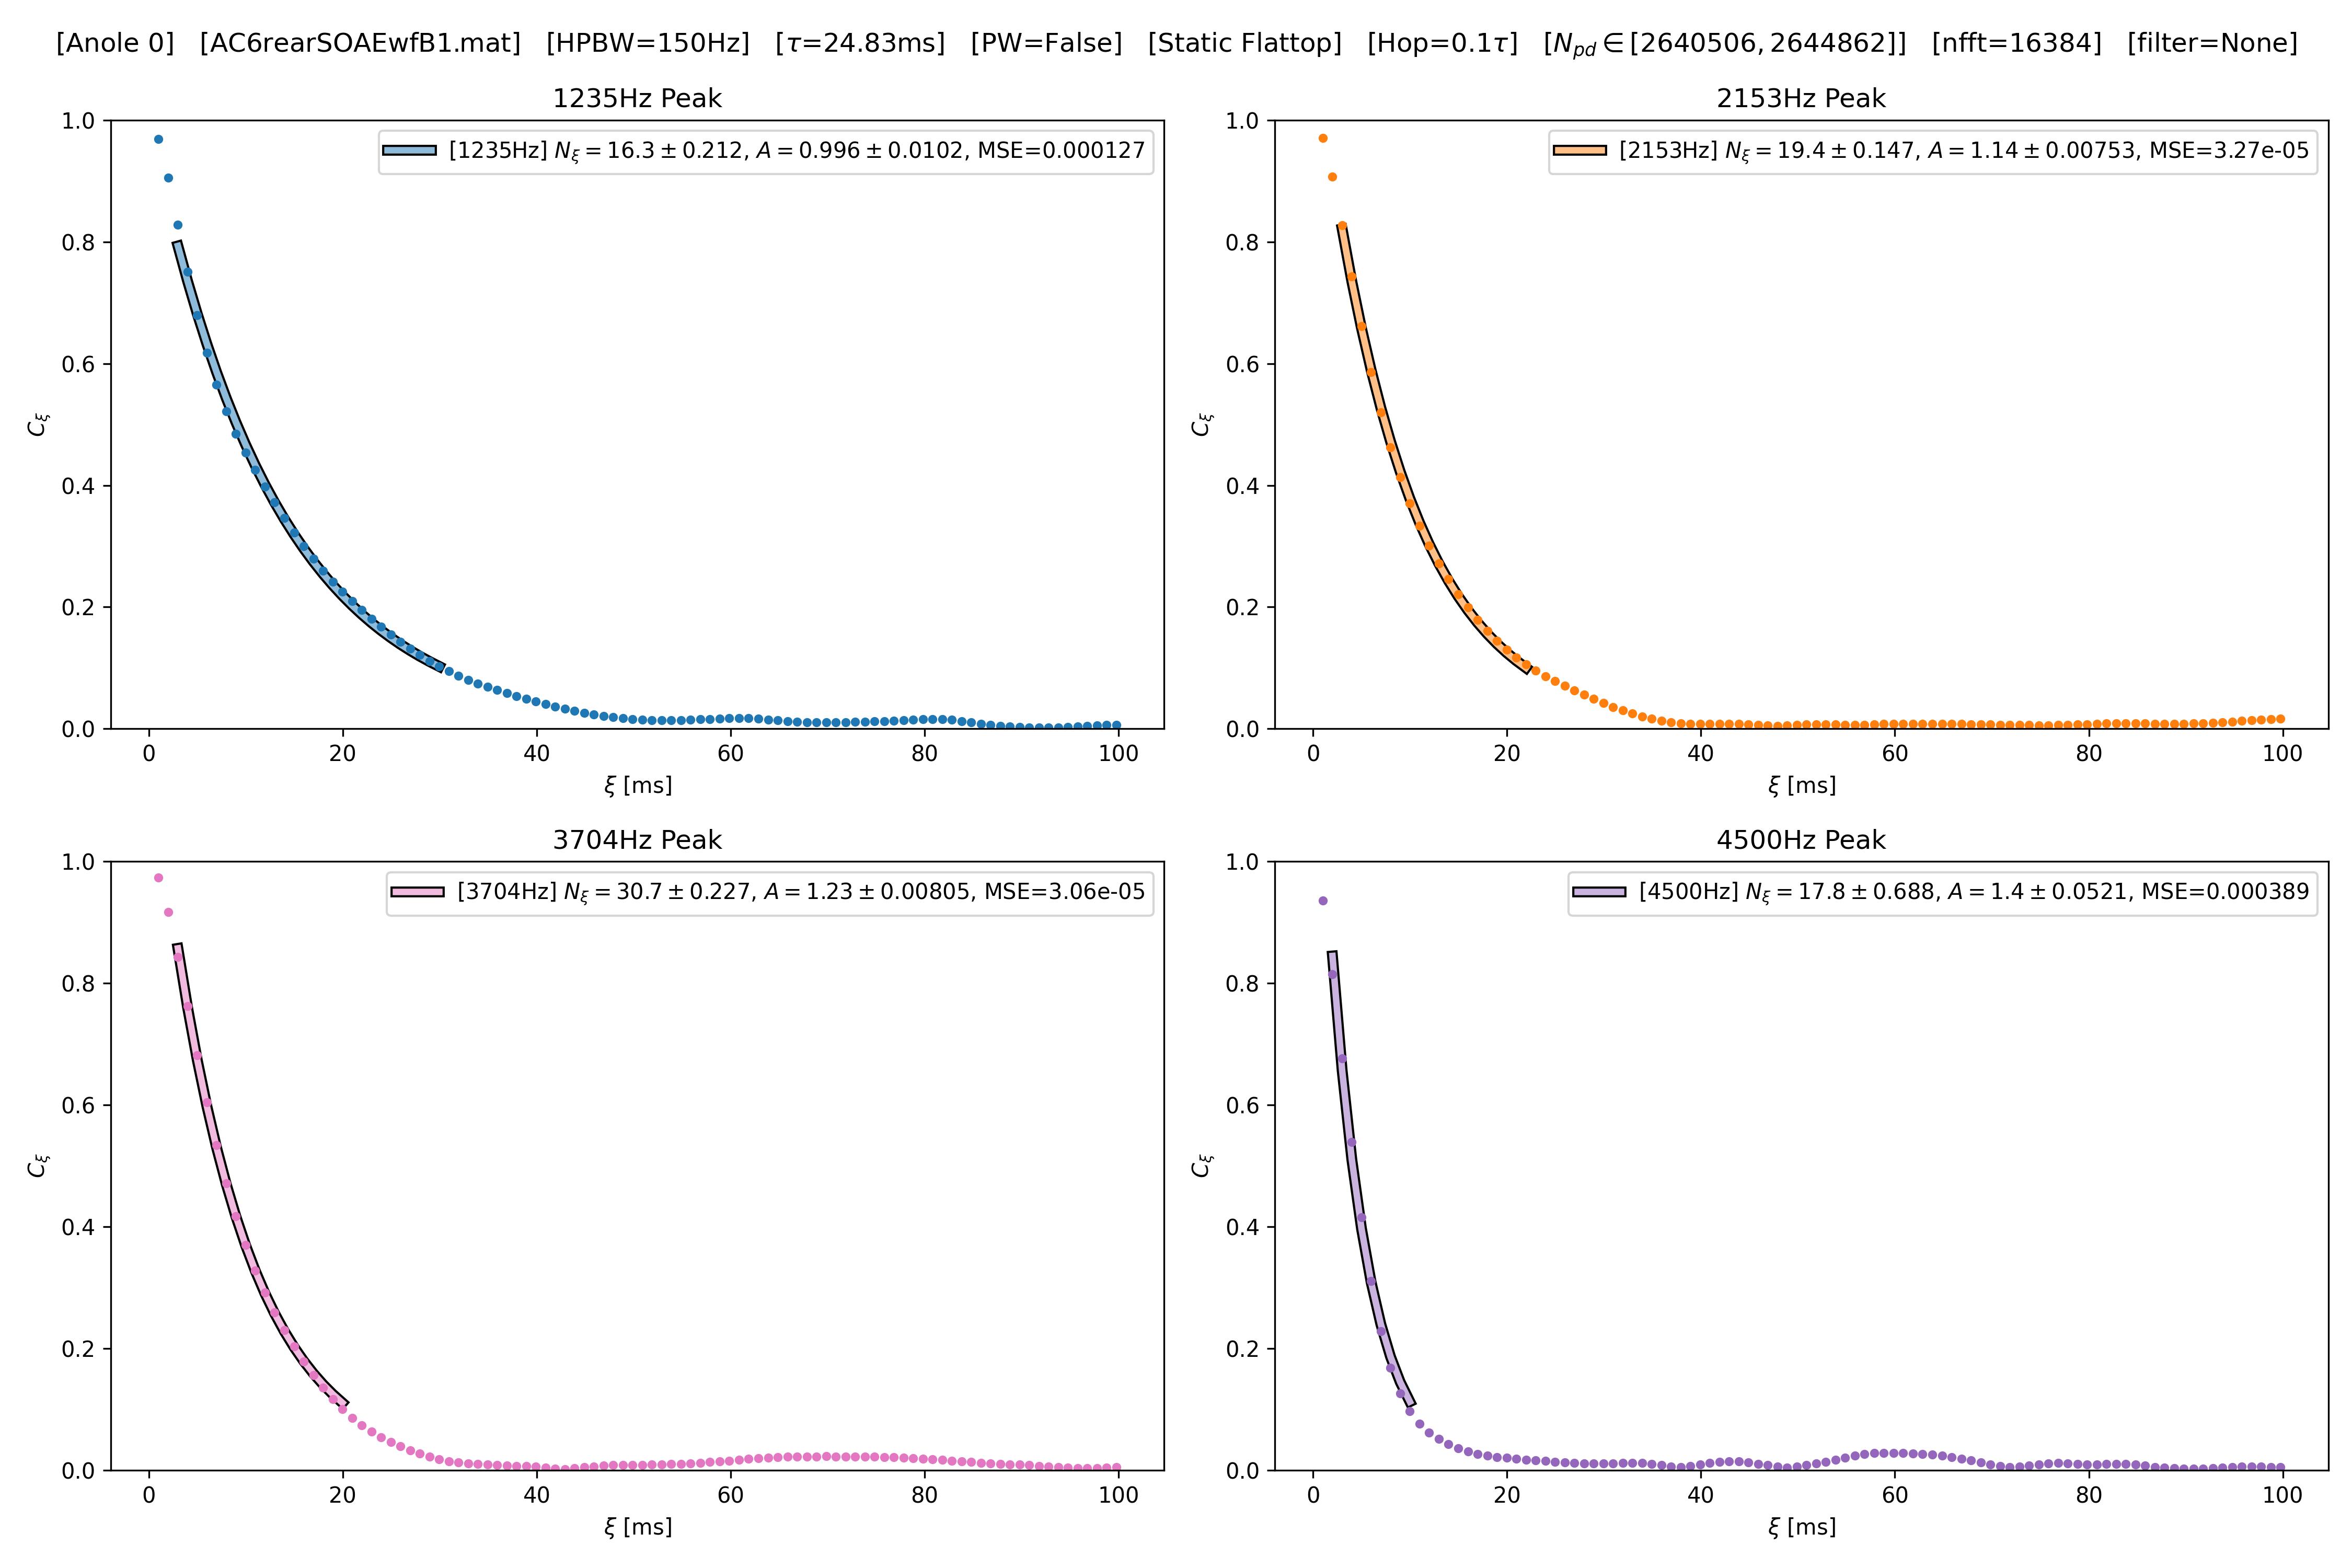 [Anole 0] [AC6rearSOAEwfB1.mat] [HPBW=150Hz] [τ=24.83ms] [PW=False] [Static Flattop] [Hop=0.1τ] [N_pd ∈ [2640506, 2644862]] [nfft=16384] [filter=None]
1235Hz Peak
[1235Hz] N_ξ = 16.3 ± 0.212, A = 0.996 ± 0.0102, MSE=0.000127
1.0
0.8
0.6
0.4
0.2
0.0
C_ξ
0 20 40 60 80 100
ξ [ms]
2153Hz Peak
[2153Hz] N_ξ = 19.4 ± 0.147, A = 1.14 ± 0.00753, MSE=3.27e-05
1.0
0.8
0.6
0.4
0.2
0.0
C_ξ
0 20 40 60 80 100
ξ [ms]
3704Hz Peak
[3704Hz] N_ξ = 30.7 ± 0.227, A = 1.23 ± 0.00805, MSE=3.06e-05
1.0
0.8
0.6
0.4
0.2
0.0
C_ξ
0 20 40 60 80 100
ξ [ms]
4500Hz Peak
[4500Hz] N_ξ = 17.8 ± 0.688, A = 1.4 ± 0.0521, MSE=0.000389
1.0
0.8
0.6
0.4
0.2
0.0
C_ξ
0 20 40 60 80 100
ξ [ms]